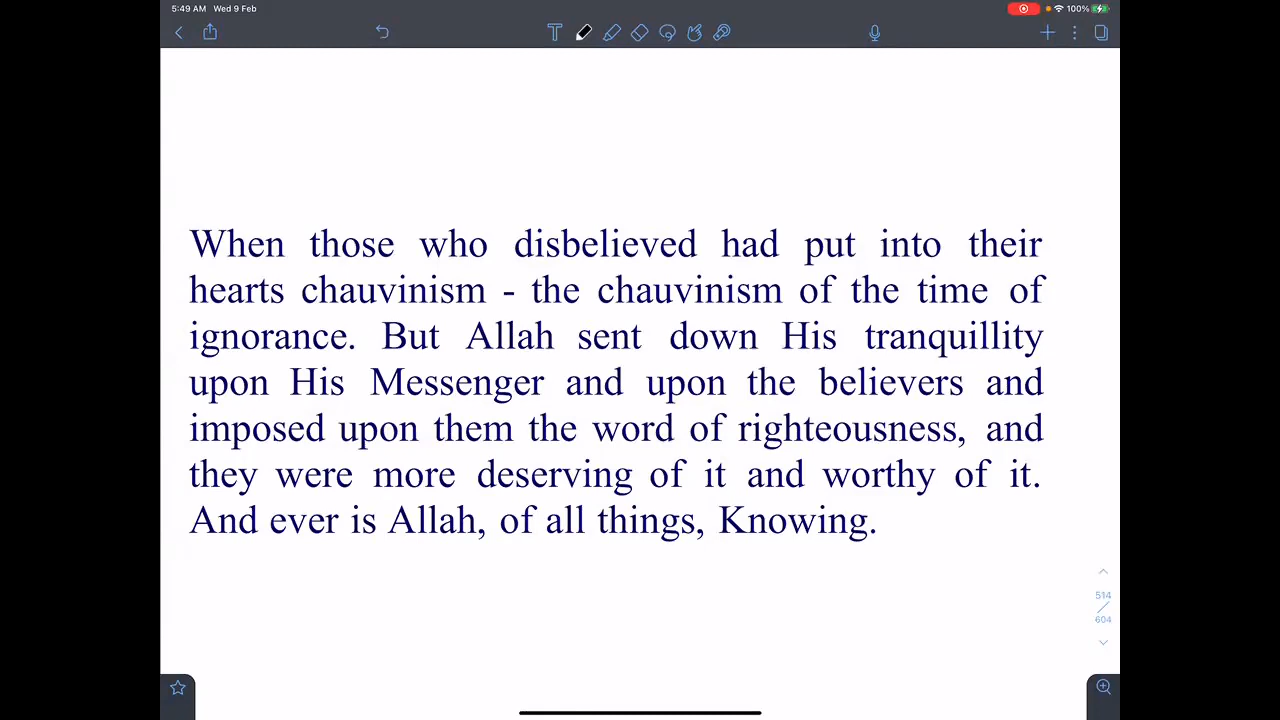 5:49 AM Wed 9 Feb
100%
T
When those who disbelieved had put into their
hearts chauvinism - the chauvinism of the time of
ignorance. But Allah sent down His tranquillity
upon His Messenger and upon the believers and
imposed upon them the word of righteousness, and
they were more deserving of it and worthy of it.
And ever is Allah, of all things, Knowing.
514
604